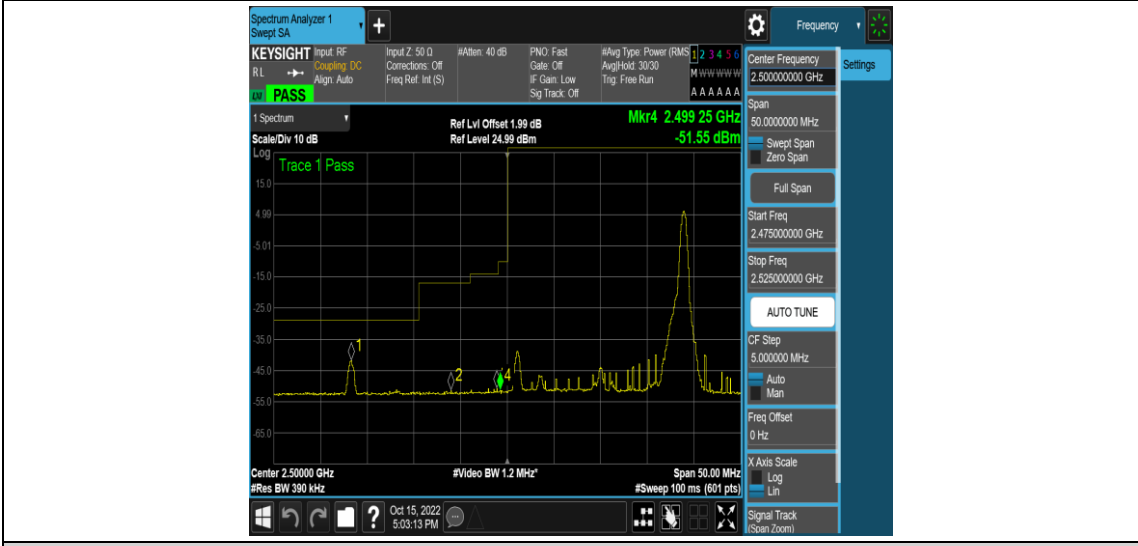 Spectrum Analyzer 1
Swept SA
Frequency
KEYSIGHT
RL
PASS
Input: RF
Coupling: DC
Align: Auto
Input Z: 50 Ω
Corrections: Off
Freq Ref: Int (S)
#Atten: 40 dB
PNO: Fast
Gate: Off
IF Gain: Low
Sig Track: Off
#Avg Type: Power (RMS
Avg|Hold: 30/30
Trig: Free Run
1 2 3 4 5 6
M W W W W W
A A A A A A
1 Spectrum
Scale/Div 10 dB
Ref Lvl Offset 1.99 dB
Ref Level 24.99 dBm
Mkr4 2.499 25 GHz
-51.55 dBm
Log
Trace 1 Pass
15.0
4.99
-5.01
-15.0
-25.0
-35.0
-45.0
-55.0
-65.0
1
2
4
Center 2.50000 GHz
#Res BW 390 kHz
#Video BW 1.2 MHz*
Span 50.00 MHz
#Sweep 100 ms (601 pts)
?
Oct 15, 2022
5:03:13 PM
Center Frequency
2.500000000 GHz
Settings
Span
50.0000000 MHz
Swept Span
Zero Span
Full Span
Start Freq
2.475000000 GHz
Stop Freq
2.525000000 GHz
AUTO TUNE
CF Step
5.000000 MHz
Auto
Man
Freq Offset
0 Hz
X Axis Scale
Log
Lin
Signal Track
(Span Zoom)